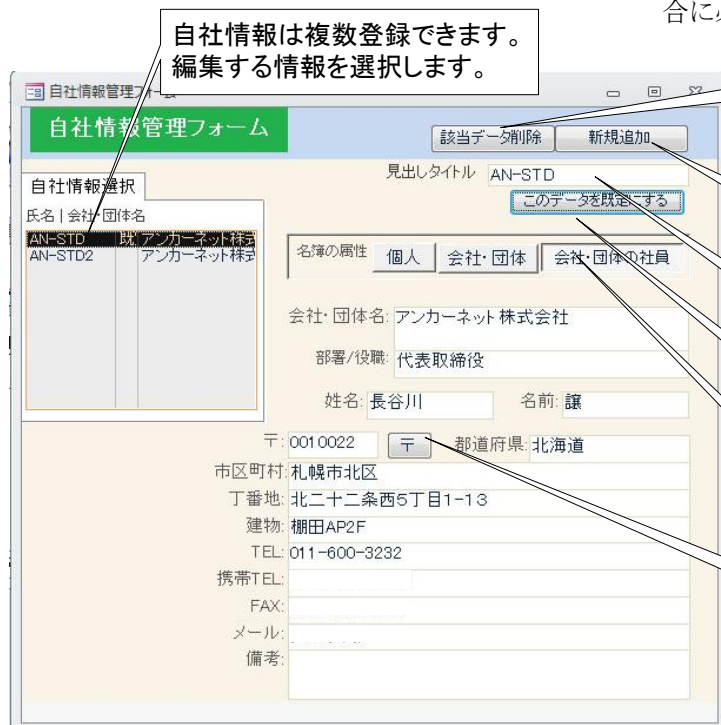 合に
自社情報は複数登録できます。
編集する情報を選択します。
自社情報管理フォーム
自社情報管理フォーム
該当データ削除 新規追加
見出しタイトル AN-STD
このデータを既定にする
自社情報選択
氏名 | 会社・団体名
AN-STD 既 アンカーネット株式
AN-STD2 アンカーネット株式
名簿の属性 個人 会社・団体 会社・団体の社員
会社・団体名: アンカーネット株式会社
部署/役職: 代表取締役
姓名: 長谷川 名前: 譲
〒: 0010022 〒 都道府県: 北海道
市区町村: 札幌市北区
丁番地: 北二十二条西5丁目1-13
建物: 棚田AP2F
TEL: 011-600-3232
携帯TEL:
FAX:
メール:
備考: